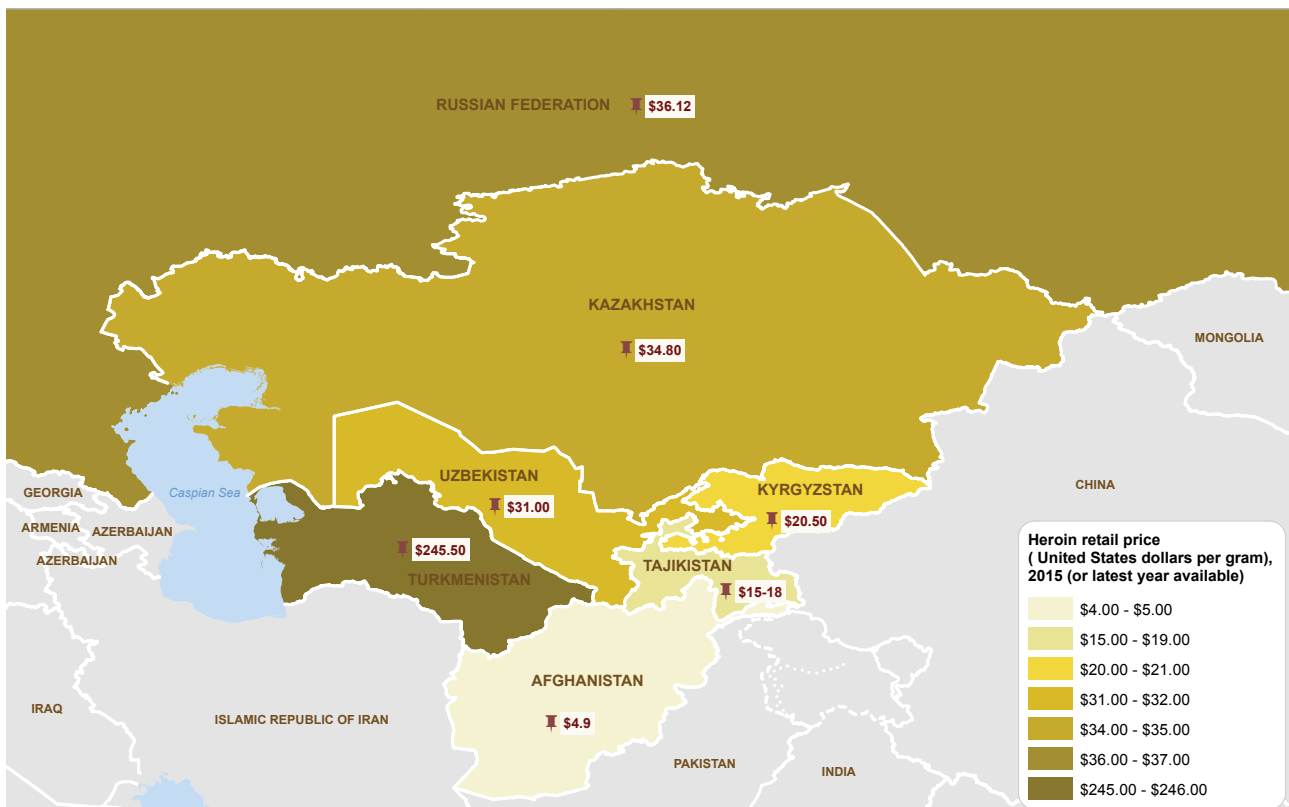 RUSSIAN FEDERATION
$36.12
KAZAKHSTAN
$34.80
MONGOLIA
UZBEKISTAN
$31.00
KYRGYZSTAN
$20.50
CHINA
GEORGIA
Caspian Sea
ARMENIA
AZERBAIJAN
AZERBAIJAN
$245.50
TURKMENISTAN
TAJIKISTAN
$15-18
AFGHANISTAN
$4.9
IRAQ
ISLAMIC REPUBLIC OF IRAN
PAKISTAN
INDIA
Heroin retail price
( United States dollars per gram),
2015 (or latest year available)
$4.00 - $5.00
$15.00 - $19.00
$20.00 - $21.00
$31.00 - $32.00
$34.00 - $35.00
$36.00 - $37.00
$245.00 - $246.00